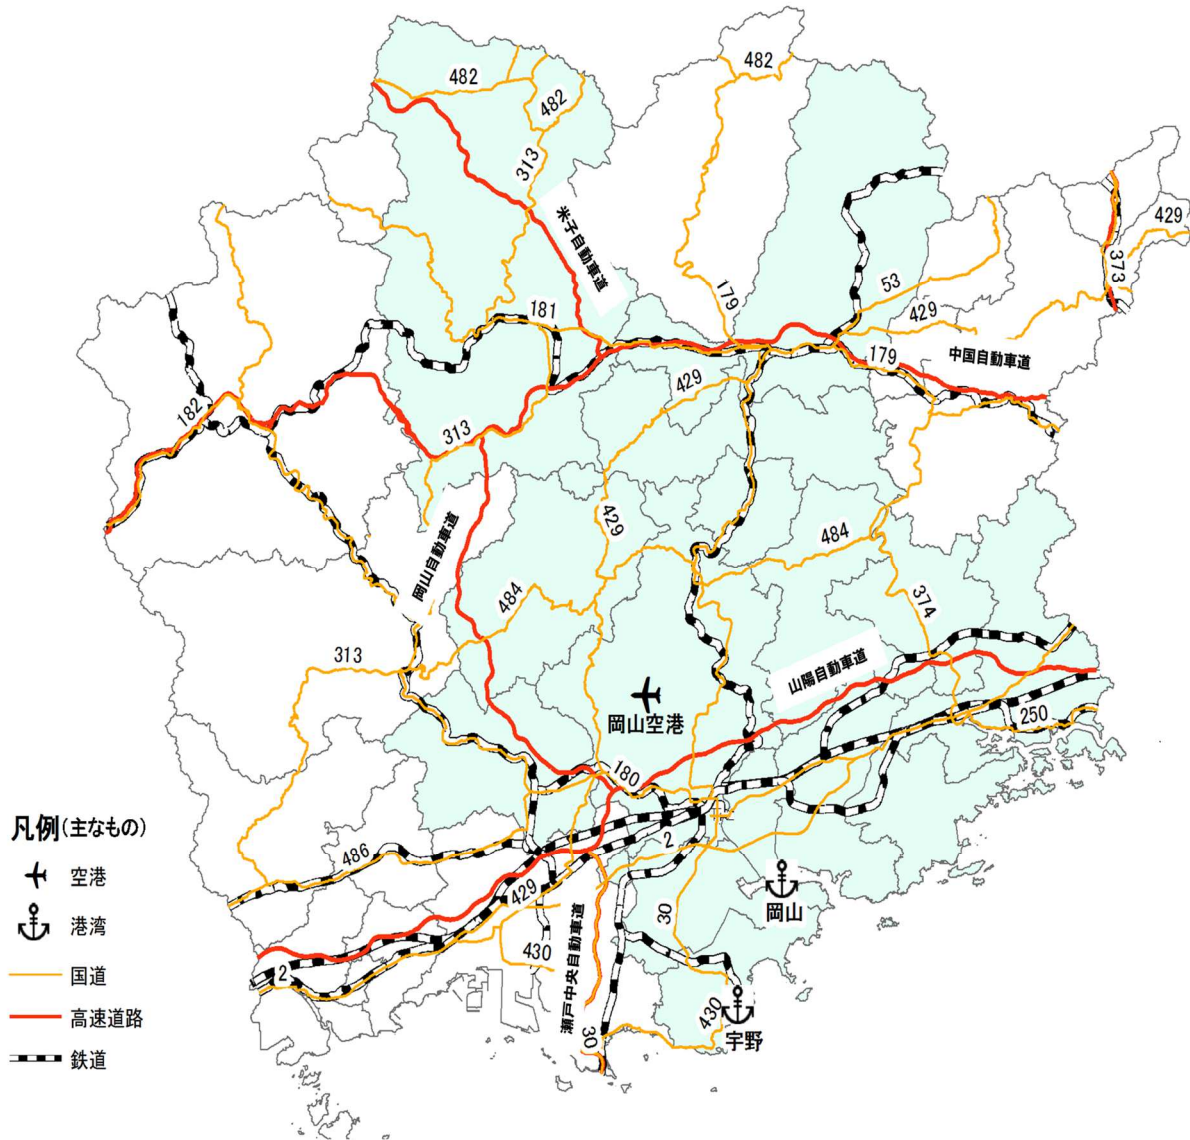 482
482
482
313
米子自動車道
429
373
53
179
181
429
中国自動車道
179
429
182
313
岡山自動車道
429
484
484
374
313
山陽自動車道
岡山空港
250
180
凡例(主なもの)
2
486
空港
429
岡山
30
港湾
瀬戸中央自動車道
430
国道
2
430
高速道路
30
宇野
鉄道